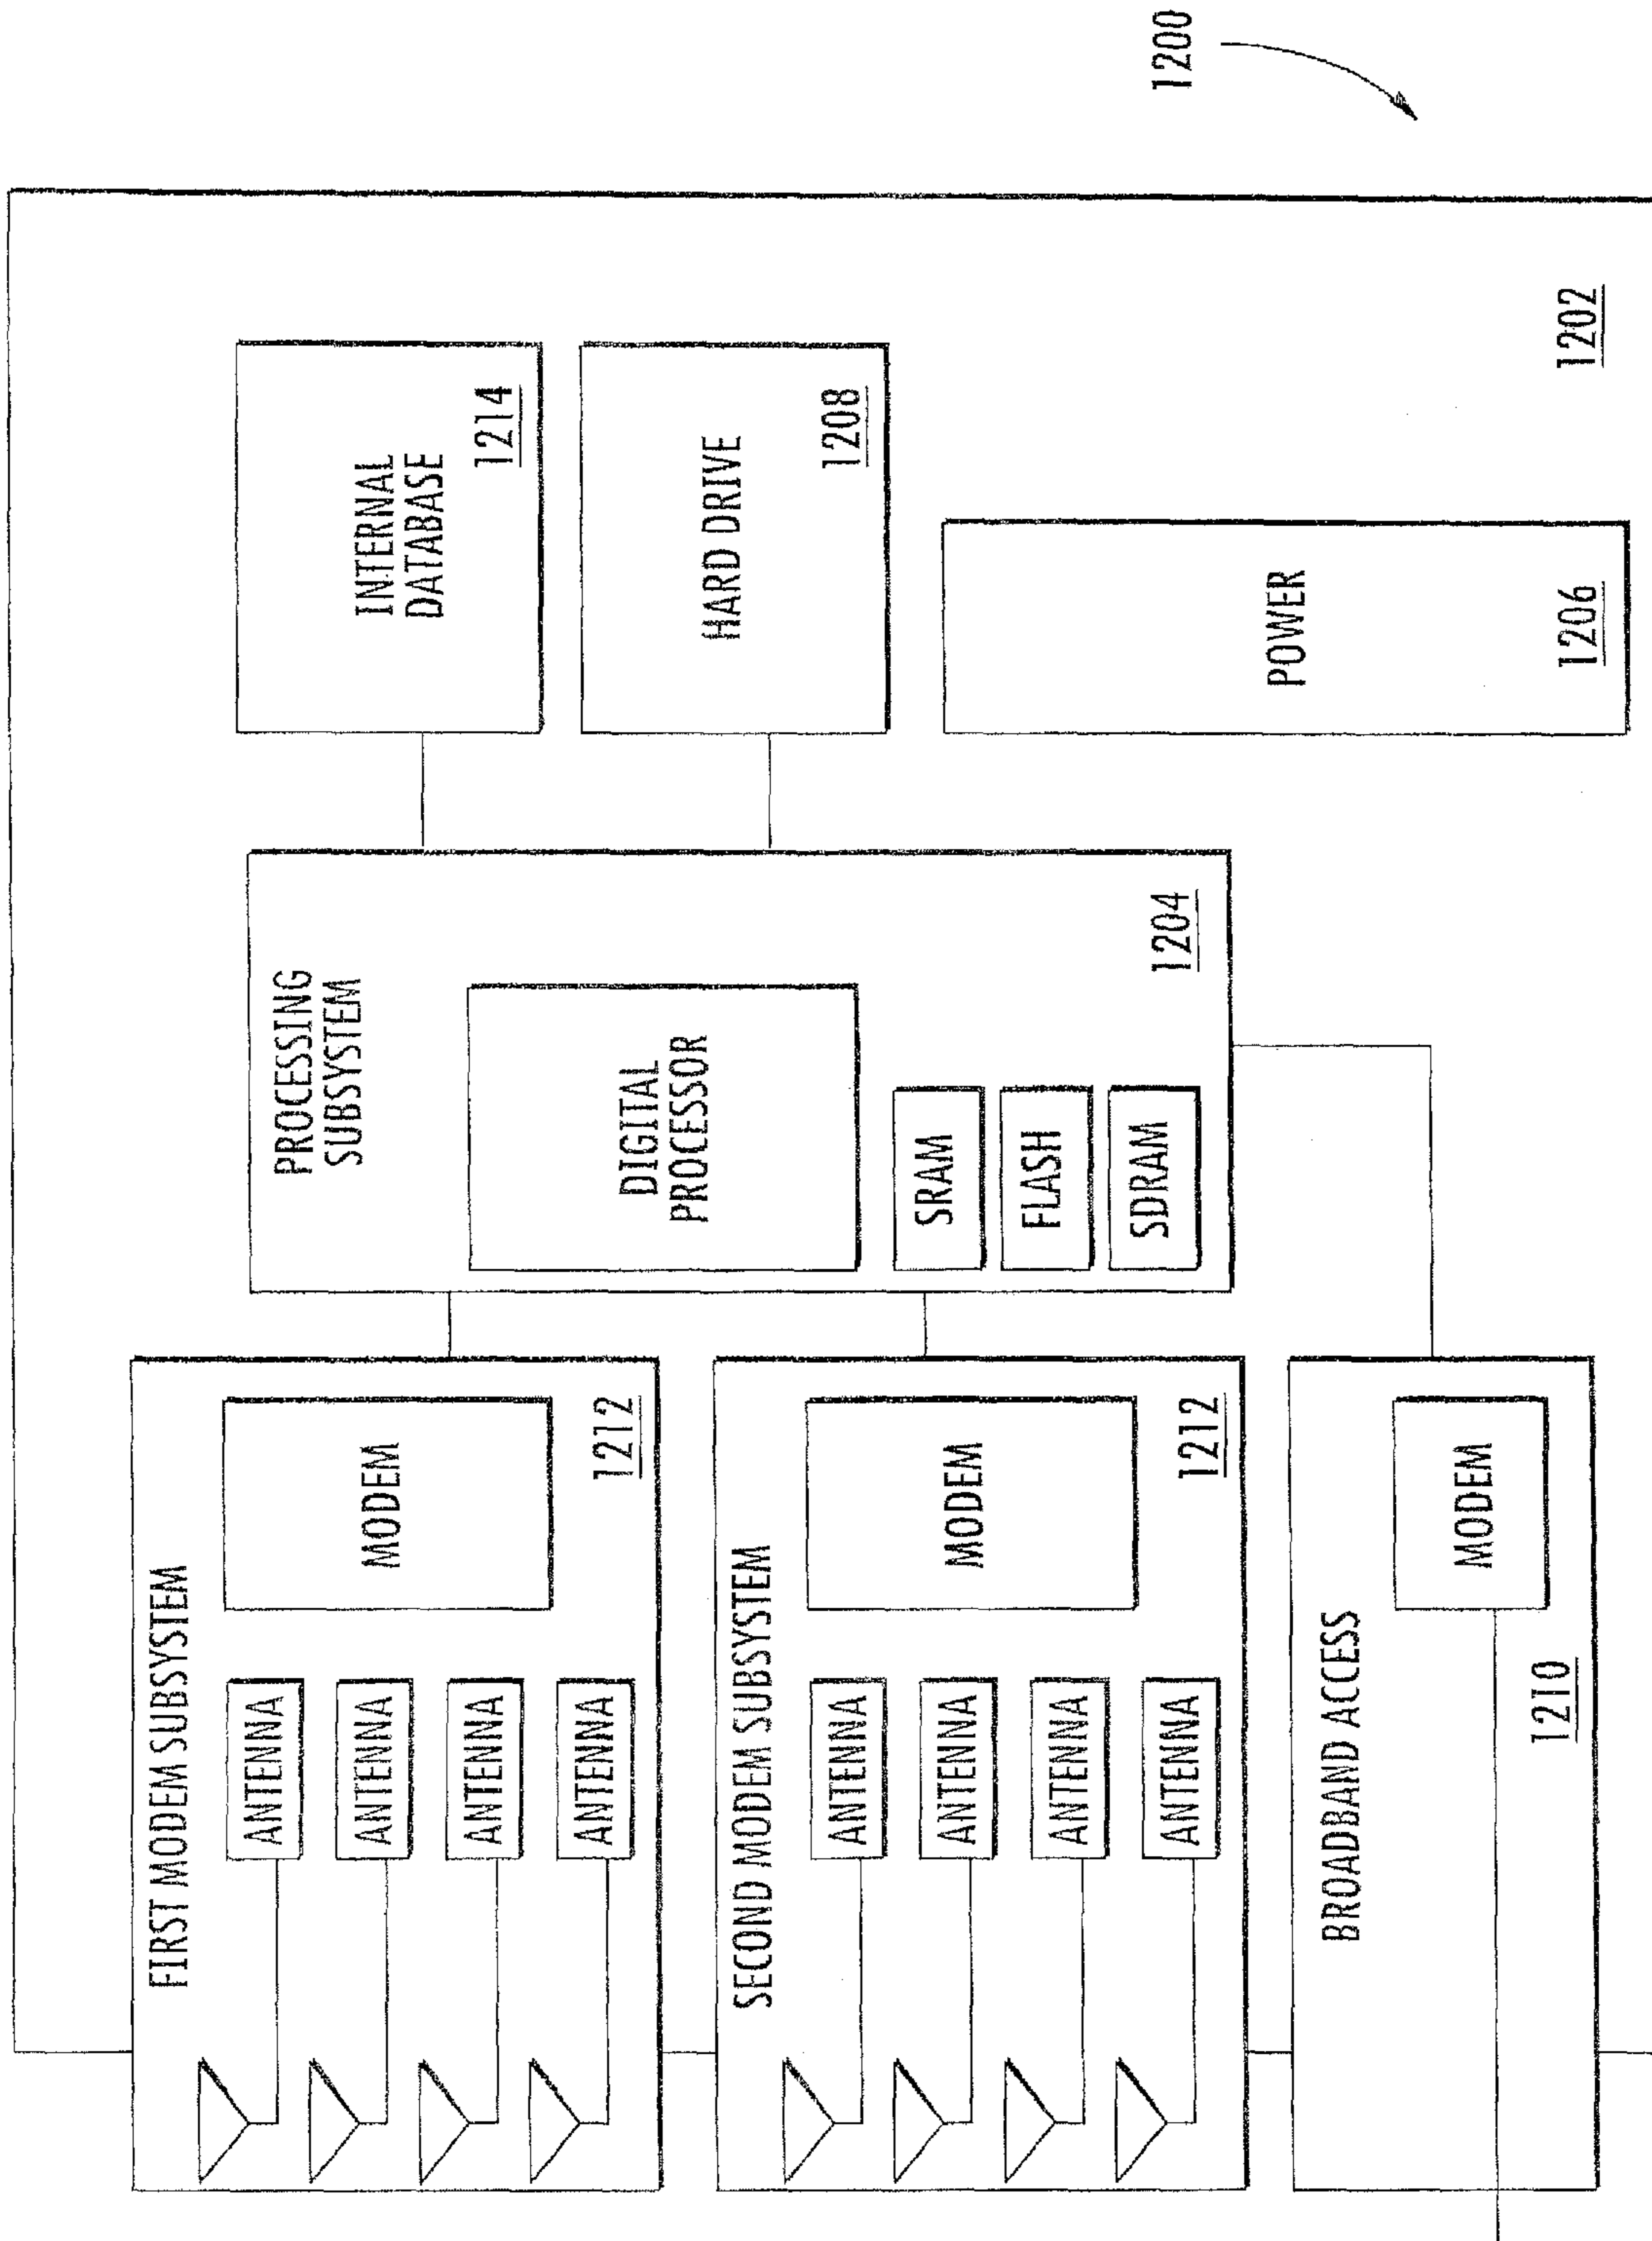 1200
1202
FIRST MODEM SUBSYSTEM
ANTENNA
ANTENNA
ANTENNA
ANTENNA
MODEM
1212
SECOND MODEM SUBSYSTEM
ANTENNA
ANTENNA
ANTENNA
ANTENNA
MODEM
1212
BROADBAND ACCESS
MODEM
1210
PROCESSING
SUBSYSTEM
DIGITAL
PROCESSOR
SRAM
FLASH
SDRAM
1204
INTERNAL
DATABASE
1214
HARD DRIVE
1208
POWER
1206